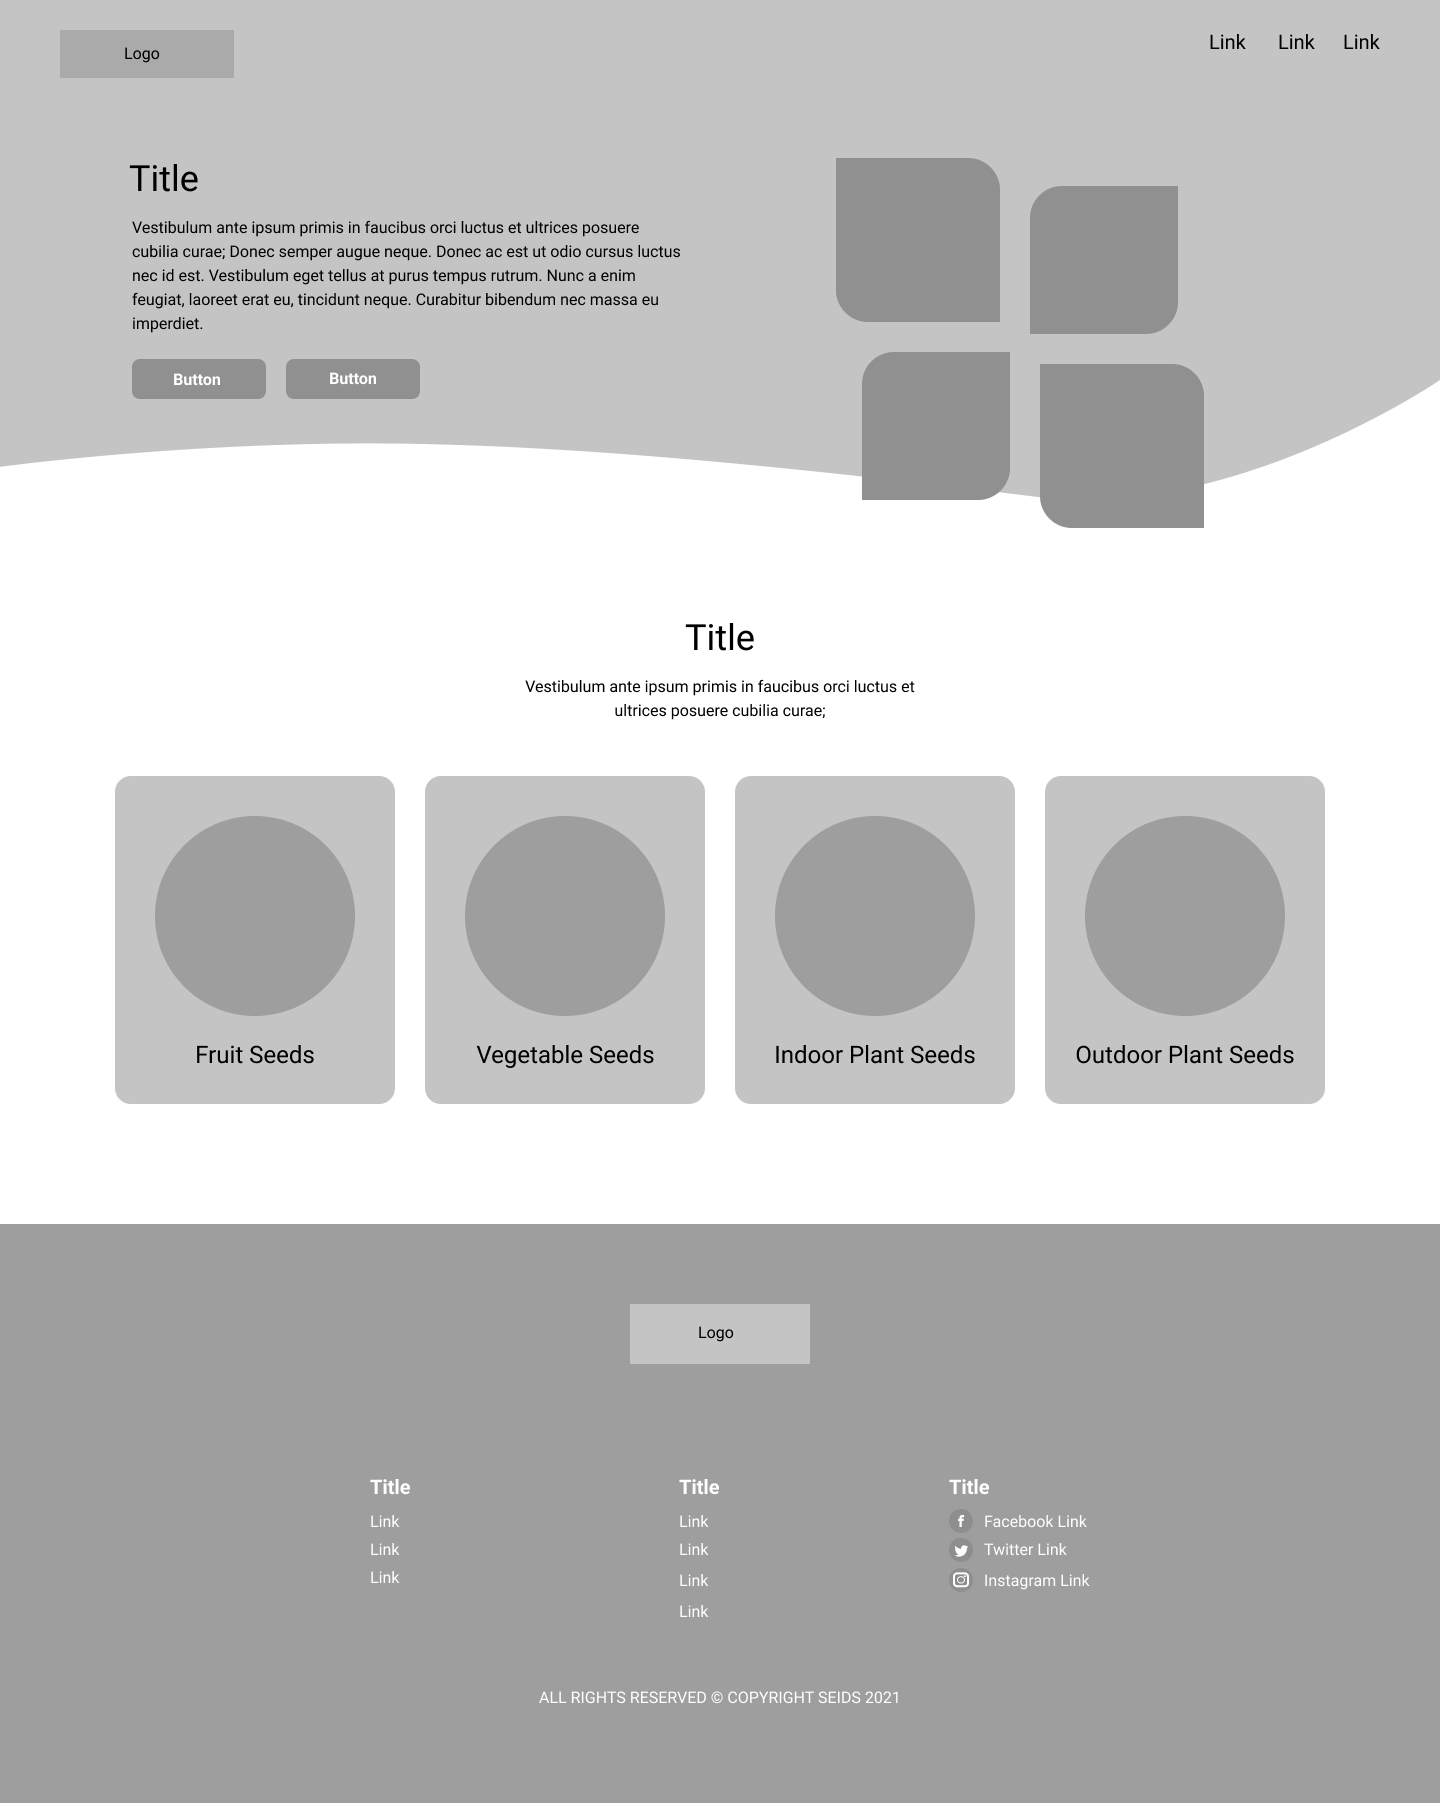 Logo
Link
Link
Link
Title
Vestibulum ante ipsum primis in faucibus orci luctus et ultrices posuere
cubilia curae; Donec semper augue neque. Donec ac est ut odio cursus luctus
nec id est. Vestibulum eget tellus at purus tempus rutrum. Nunc a enim
feugiat, laoreet erat eu, tincidunt neque. Curabitur bibendum nec massa eu
imperdiet.
Button
Button
Title
Vestibulum ante ipsum primis in faucibus orci luctus et
ultrices posuere cubilia curae;
Fruit Seeds
Vegetable Seeds
Indoor Plant Seeds
Outdoor Plant Seeds
Logo
Title
Link
Link
Link
Title
Link
Link
Link
Link
Title
Facebook Link
Twitter Link
Instagram Link
ALL RIGHTS RESERVED © COPYRIGHT SEIDS 2021